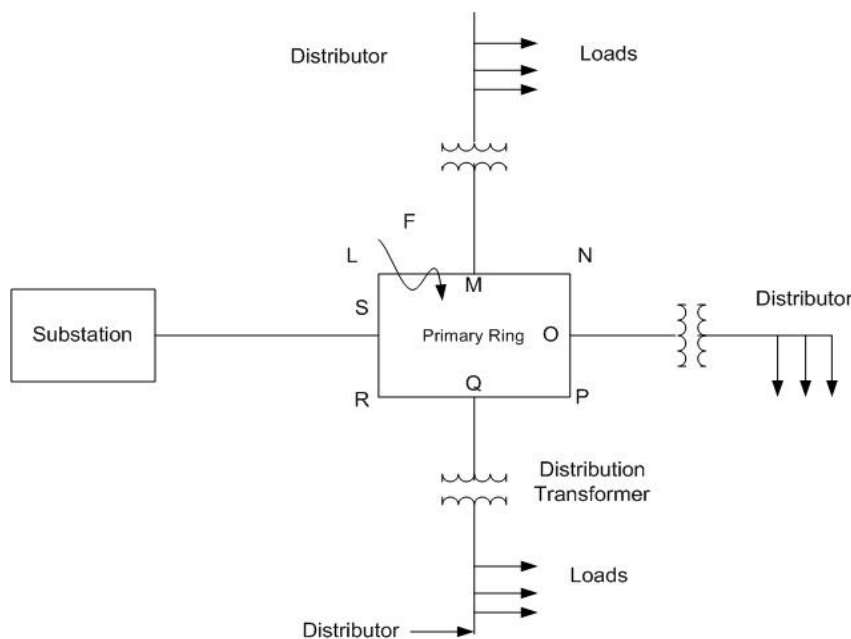 Distributor
Loads
F
L
N
M
S
Distributor
Substation
Primary Ring
O
Q
R
P
Distribution
Transformer
Loads
Distributor